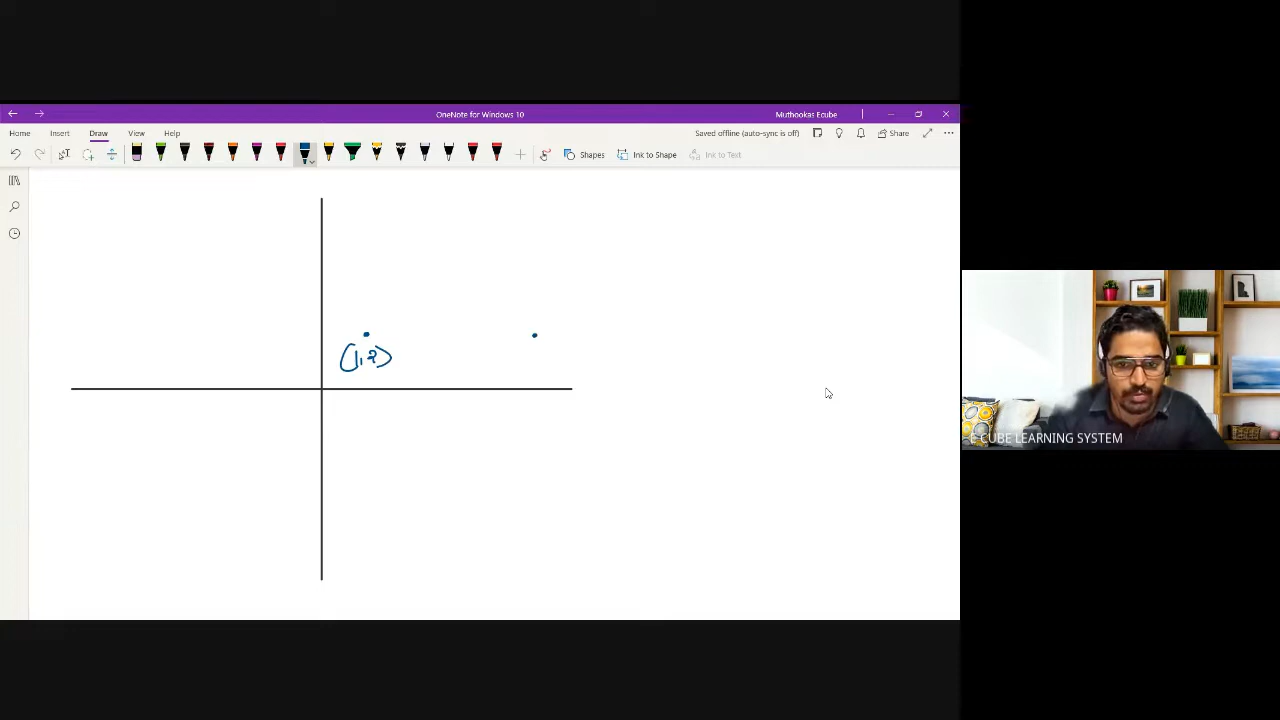 OneNote for Windows 10
Muthookas Ecube
Home Insert Draw View Help
Saved offline (auto-sync is off)
Share
Shapes
Ink to Shape
Ink to Text
(1,2)
E CUBE LEARNING SYSTEM